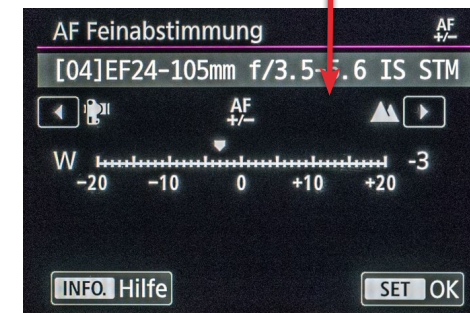 AF Feinabstimmung AF +/−
[04]EF24-105mm f/3.5-5.6 IS STM
AF +/−
W -3
-20 -10 0 +10 +20
INFO. Hilfe SET OK